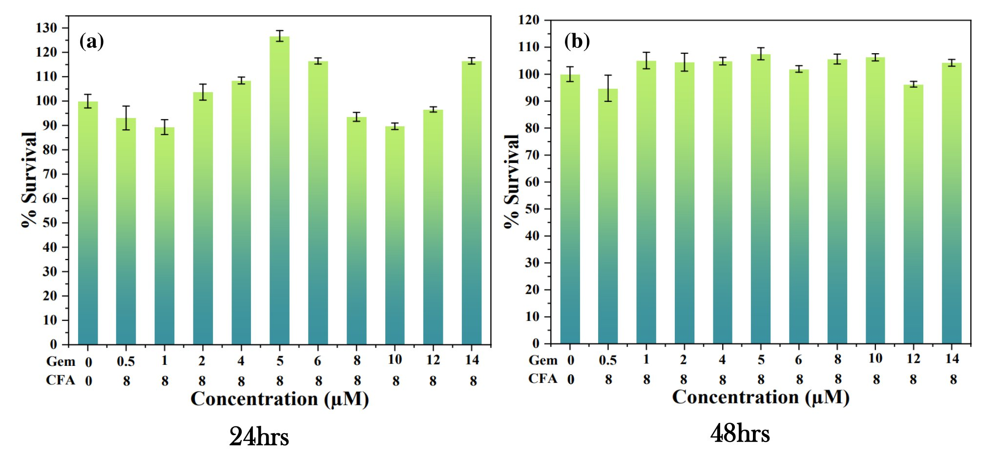 (a)
% Survival
130
120
110
100
90
80
70
60
50
40
30
20
10
0
Gem 0 0.5 1 2 4 5 6 8 10 12 14
CFA 0 8 8 8 8 8 8 8 8 8 8
Concentration (μM)
24hrs
(b)
% Survival
120
110
100
90
80
70
60
50
40
30
20
10
0
Gem 0 0.5 1 2 4 5 6 8 10 12 14
CFA 0 8 8 8 8 8 8 8 8 8 8
Concentration (μM)
48hrs